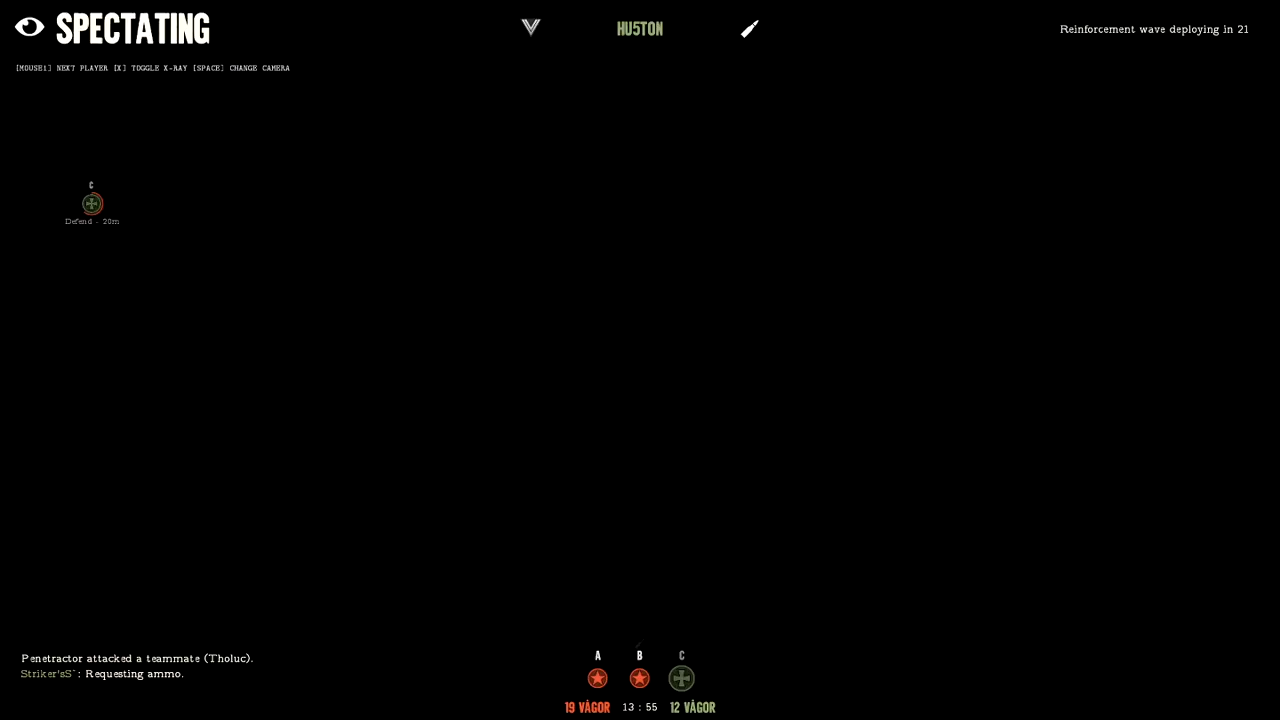 SPECTATING
HU5TON
Reinforcement wave deploying in 21
[MOUSE1] NEXT PLAYER [X] TOGGLE X-RAY [SPACE] CHANGE CAMERA
C
Defend - 20m
Penetractor attacked a teammate (Tholuc).
Striker'sS^: Requesting ammo.
A B C
19 VÅGOR 13 : 55 12 VÅGOR